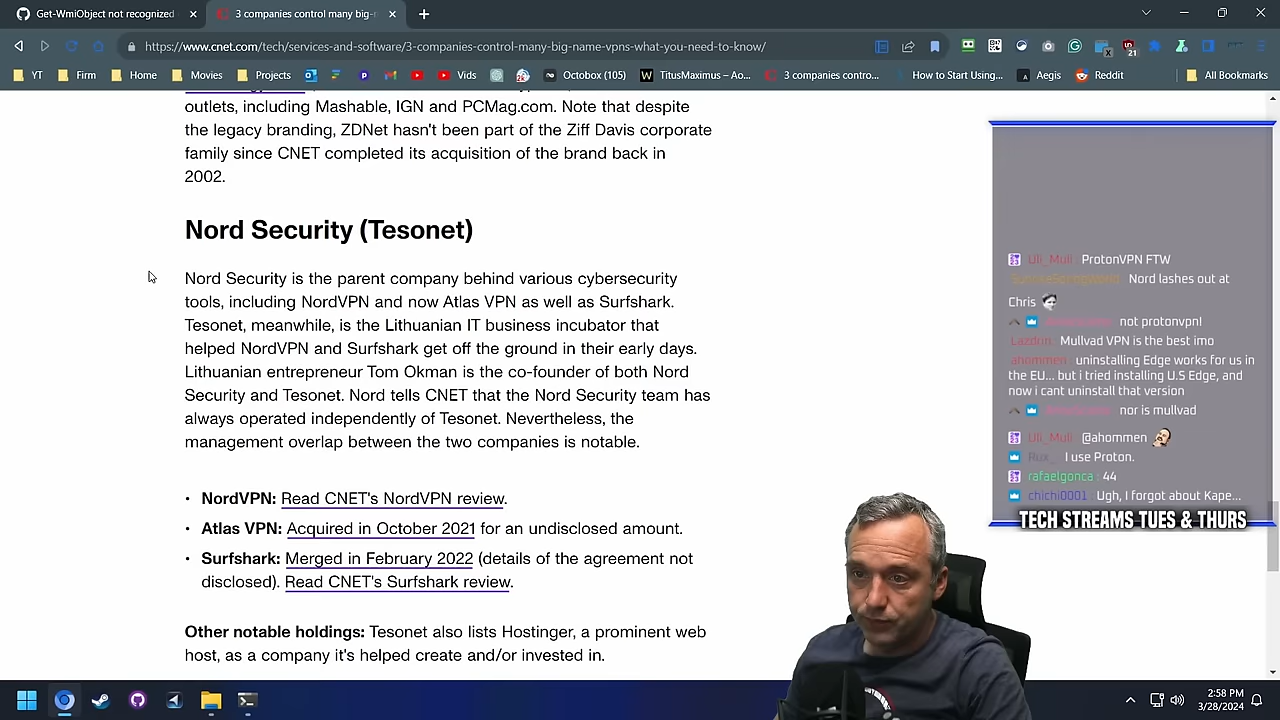 Get-WmiObject not recognized
3 companies control many big-n
https://www.cnet.com/tech/services-and-software/3-companies-control-many-big-name-vpns-what-you-need-to-know/
21
YT
Firm
Home
Movies
Projects
Vids
Octobox (105)
TitusMaximus – Ao...
3 companies contro...
How to Start Using...
Aegis
Reddit
All Bookmarks
outlets, including Mashable, IGN and PCMag.com. Note that despite
the legacy branding, ZDNet hasn't been part of the Ziff Davis corporate
family since CNET completed its acquisition of the brand back in
2002.
Nord Security (Tesonet)
Nord Security is the parent company behind various cybersecurity
tools, including NordVPN and now Atlas VPN as well as Surfshark.
Tesonet, meanwhile, is the Lithuanian IT business incubator that
helped NordVPN and Surfshark get off the ground in their early days.
Lithuanian entrepreneur Tom Okman is the co-founder of both Nord
Security and Tesonet. Nord tells CNET that the Nord Security team has
always operated independently of Tesonet. Nevertheless, the
management overlap between the two companies is notable.
• NordVPN: Read CNET's NordVPN review.
• Atlas VPN: Acquired in October 2021 for an undisclosed amount.
• Surfshark: Merged in February 2022 (details of the agreement not
disclosed). Read CNET's Surfshark review.
Other notable holdings: Tesonet also lists Hostinger, a prominent web
host, as a company it's helped create and/or invested in.
Uli_Muli: ProtonVPN FTW
Nord lashes out at
Chris
not protonvpn!
Lazdon: Mullvad VPN is the best imo
ahommen: uninstalling Edge works for us in
the EU... but i tried installing U.S Edge, and
now i cant uninstall that version
nor is mullvad
Uli_Muli: @ahommen
Rux_: I use Proton.
rafaelgonca: 44
chichi0001: Ugh, I forgot about Kape...
TECH STREAMS TUES & THURS
2:58 PM
3/28/2024